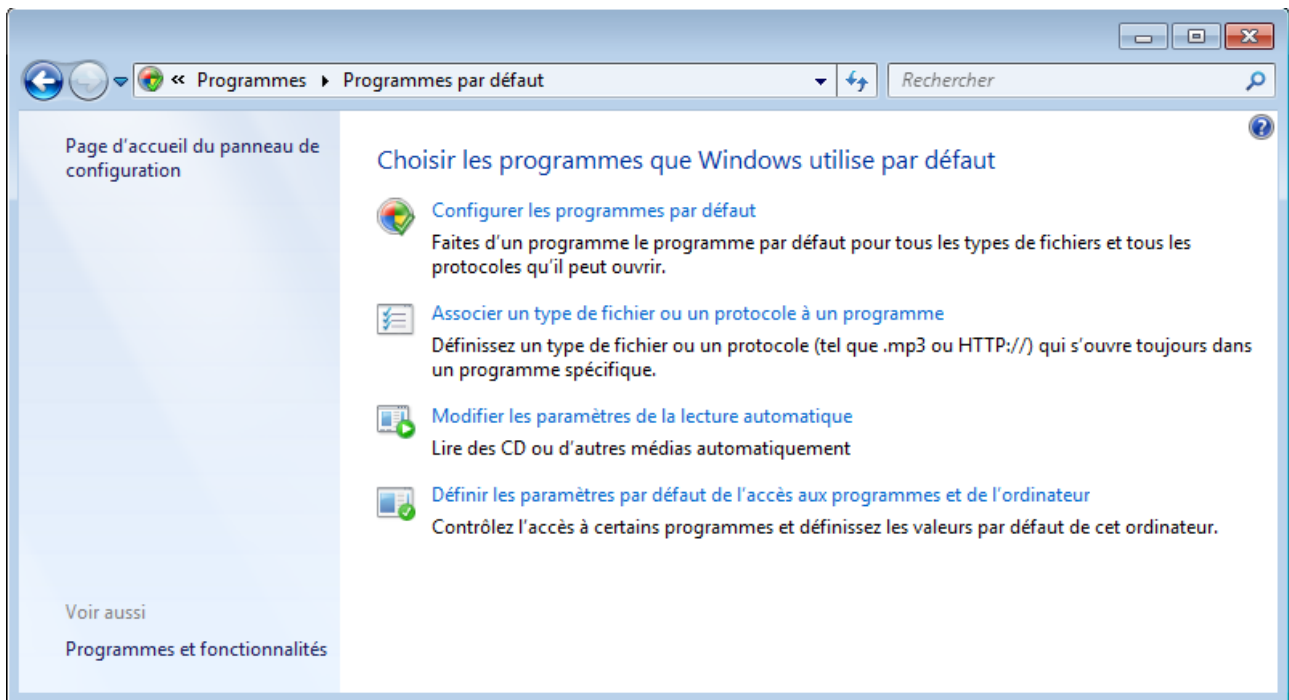 « Programmes ▸ Programmes par défaut
Rechercher
Page d'accueil du panneau de
configuration
Choisir les programmes que Windows utilise par défaut
Configurer les programmes par défaut
Faites d'un programme le programme par défaut pour tous les types de fichiers et tous les
protocoles qu'il peut ouvrir.
Associer un type de fichier ou un protocole à un programme
Définissez un type de fichier ou un protocole (tel que .mp3 ou HTTP://) qui s'ouvre toujours dans
un programme spécifique.
Modifier les paramètres de la lecture automatique
Lire des CD ou d'autres médias automatiquement
Définir les paramètres par défaut de l'accès aux programmes et de l'ordinateur
Contrôlez l'accès à certains programmes et définissez les valeurs par défaut de cet ordinateur.
Voir aussi
Programmes et fonctionnalités